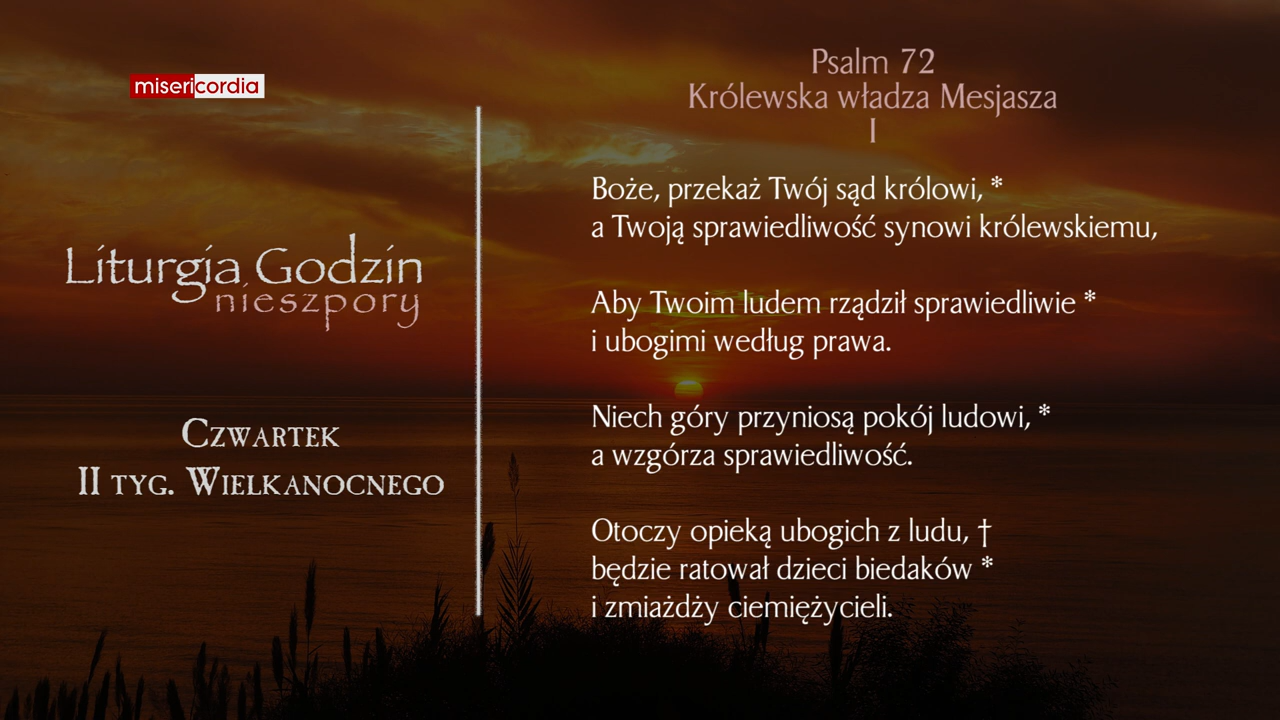 misericordia
Liturgia Godzin
nieszpory
Czwartek
II tyg. Wielkanocnego
Psalm 72
Królewska władza Mesjasza
I
Boże, przekaż Twój sąd królowi, *
a Twoją sprawiedliwość synowi królewskiemu,
Aby Twoim ludem rządził sprawiedliwie *
i ubogimi według prawa.
Niech góry przyniosą pokój ludowi, *
a wzgórza sprawiedliwość.
Otoczy opieką ubogich z ludu, †
będzie ratował dzieci biedaków *
i zmiażdży ciemiężycieli.